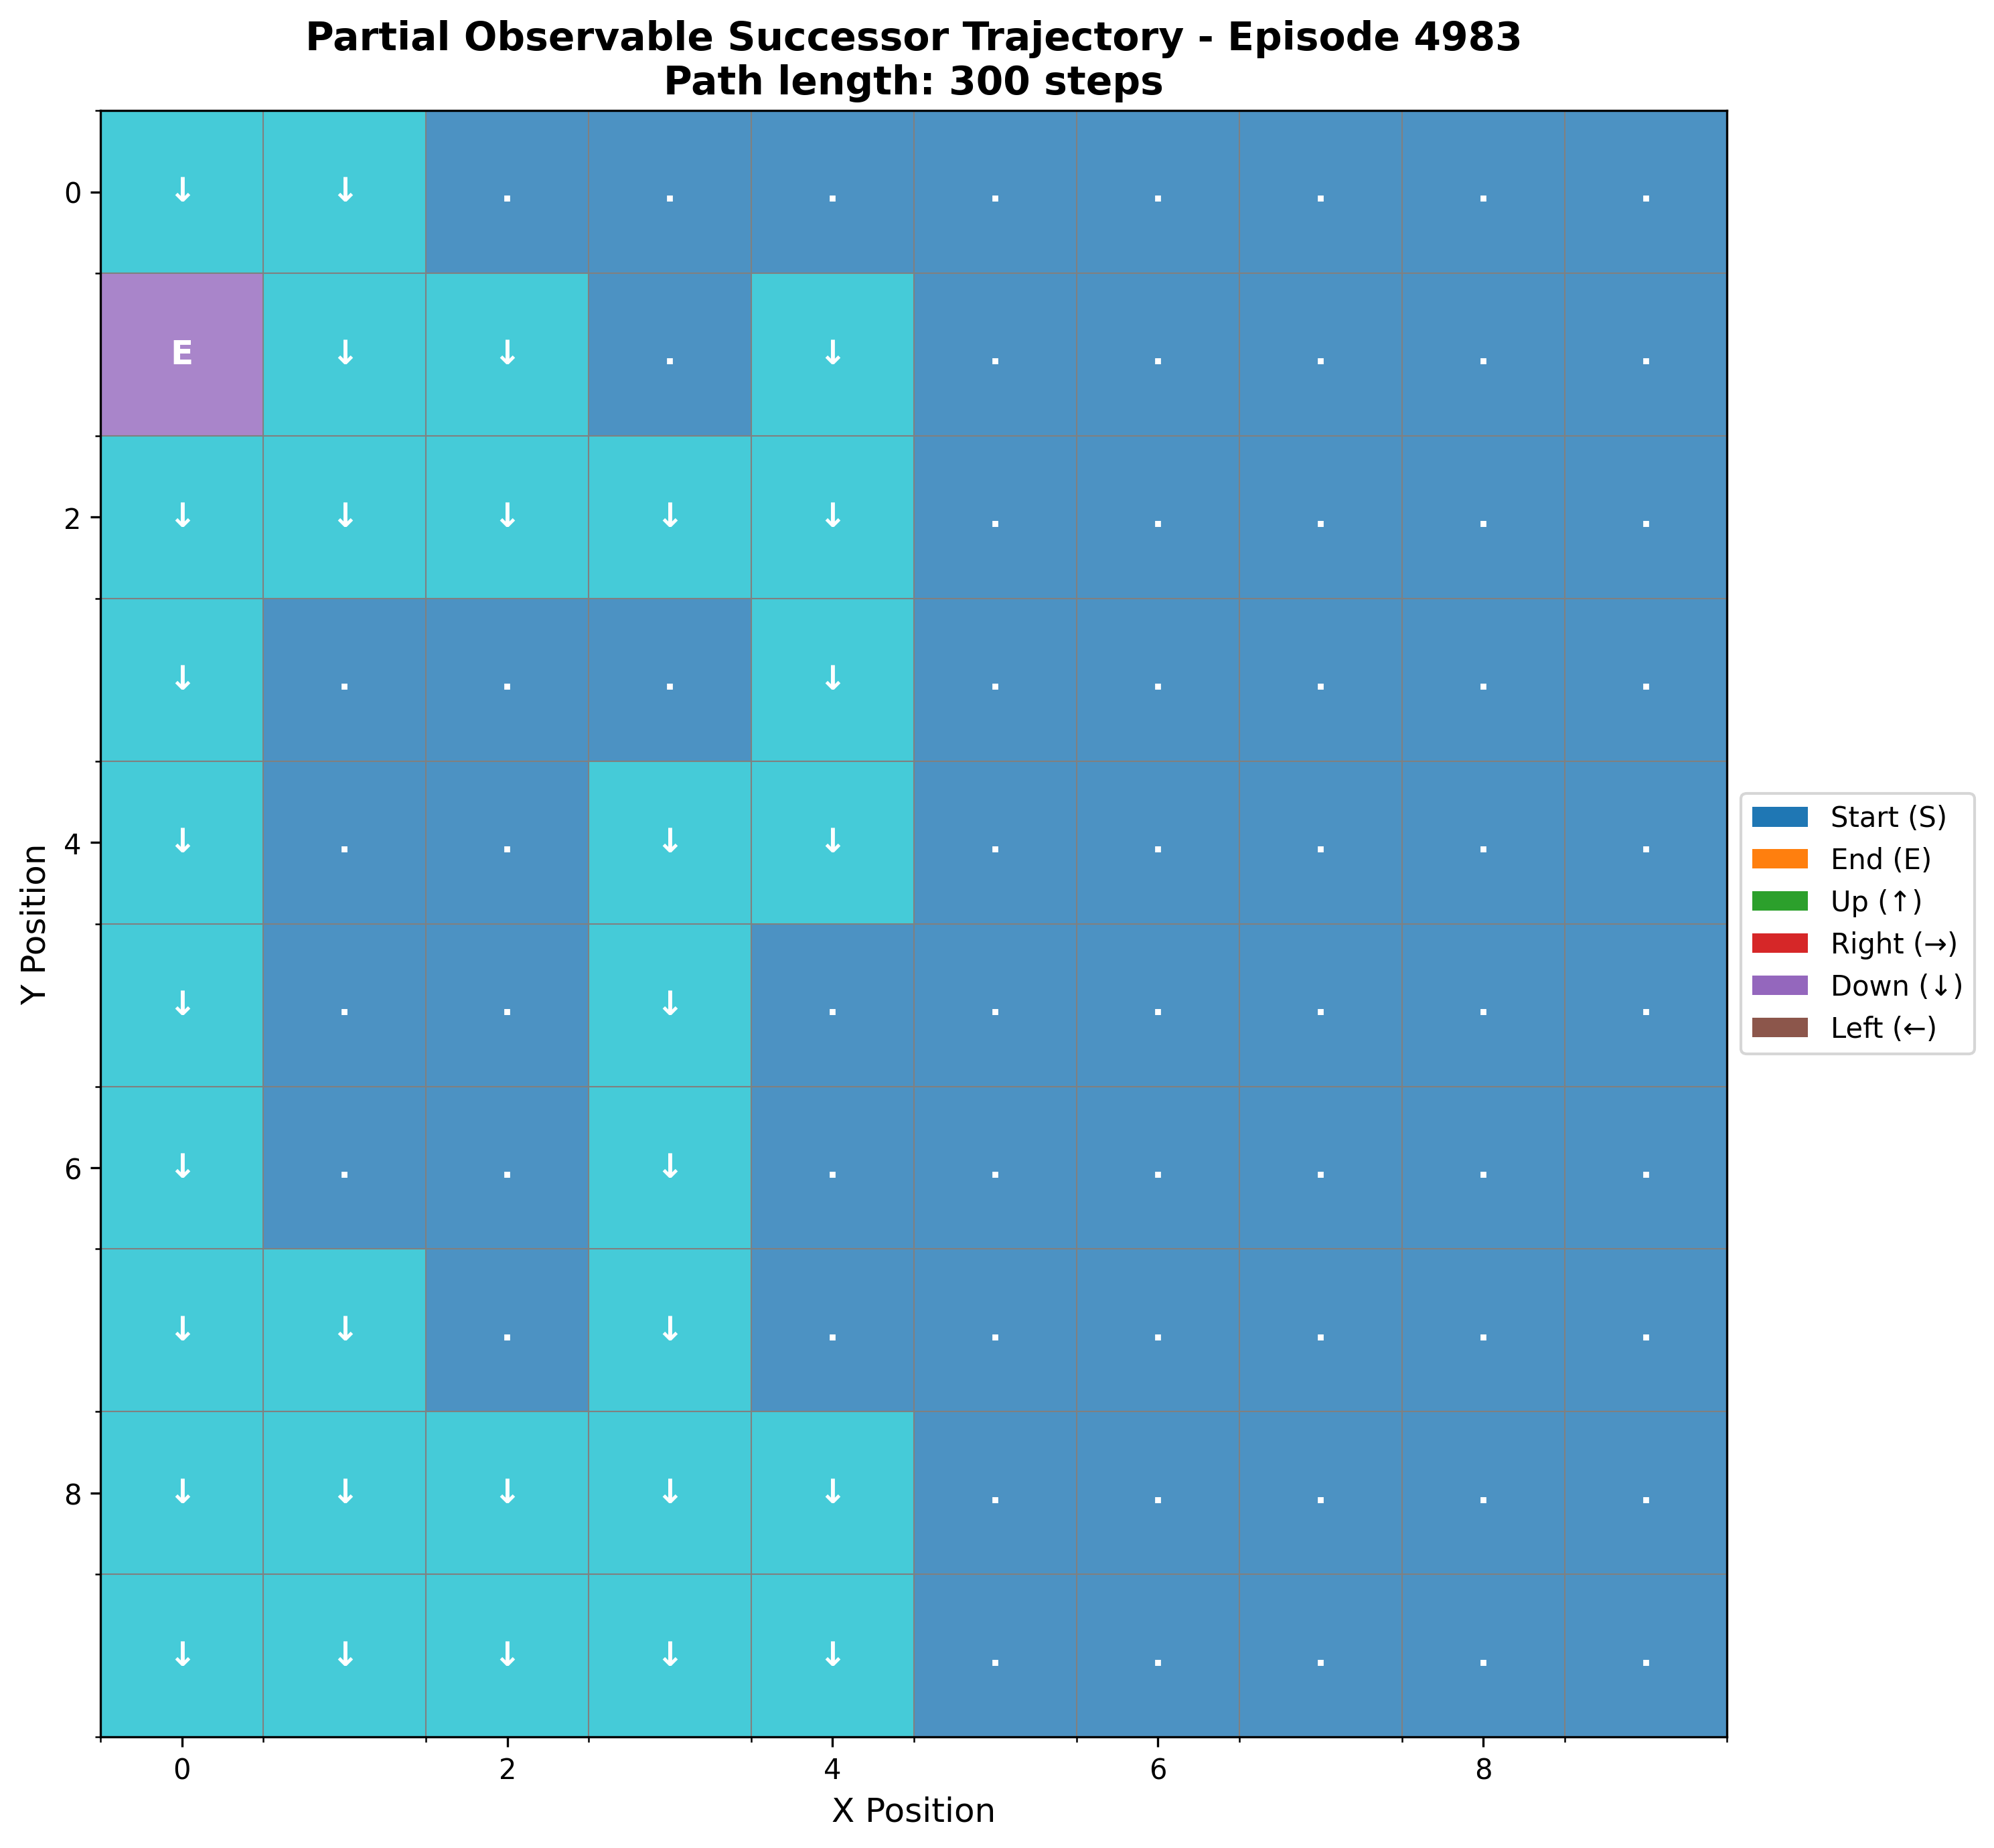 Partial Observable Successor Trajectory - Episode 4983
Path length: 300 steps
0 ↓ ↓ . . . . . . . .
E ↓ ↓ . ↓ . . . . .
2 ↓ ↓ ↓ ↓ ↓ . . . . .
↓ . . . ↓ . . . . .
4 ↓ . . ↓ ↓ . . . . .
↓ . . ↓ . . . . . .
6 ↓ . . ↓ . . . . . .
↓ ↓ . ↓ . . . . . .
8 ↓ ↓ ↓ ↓ ↓ . . . . .
↓ ↓ ↓ ↓ ↓ . . . . .
0 2 4 6 8
X Position
Y Position
Start (S)
End (E)
Up (↑)
Right (→)
Down (↓)
Left (←)